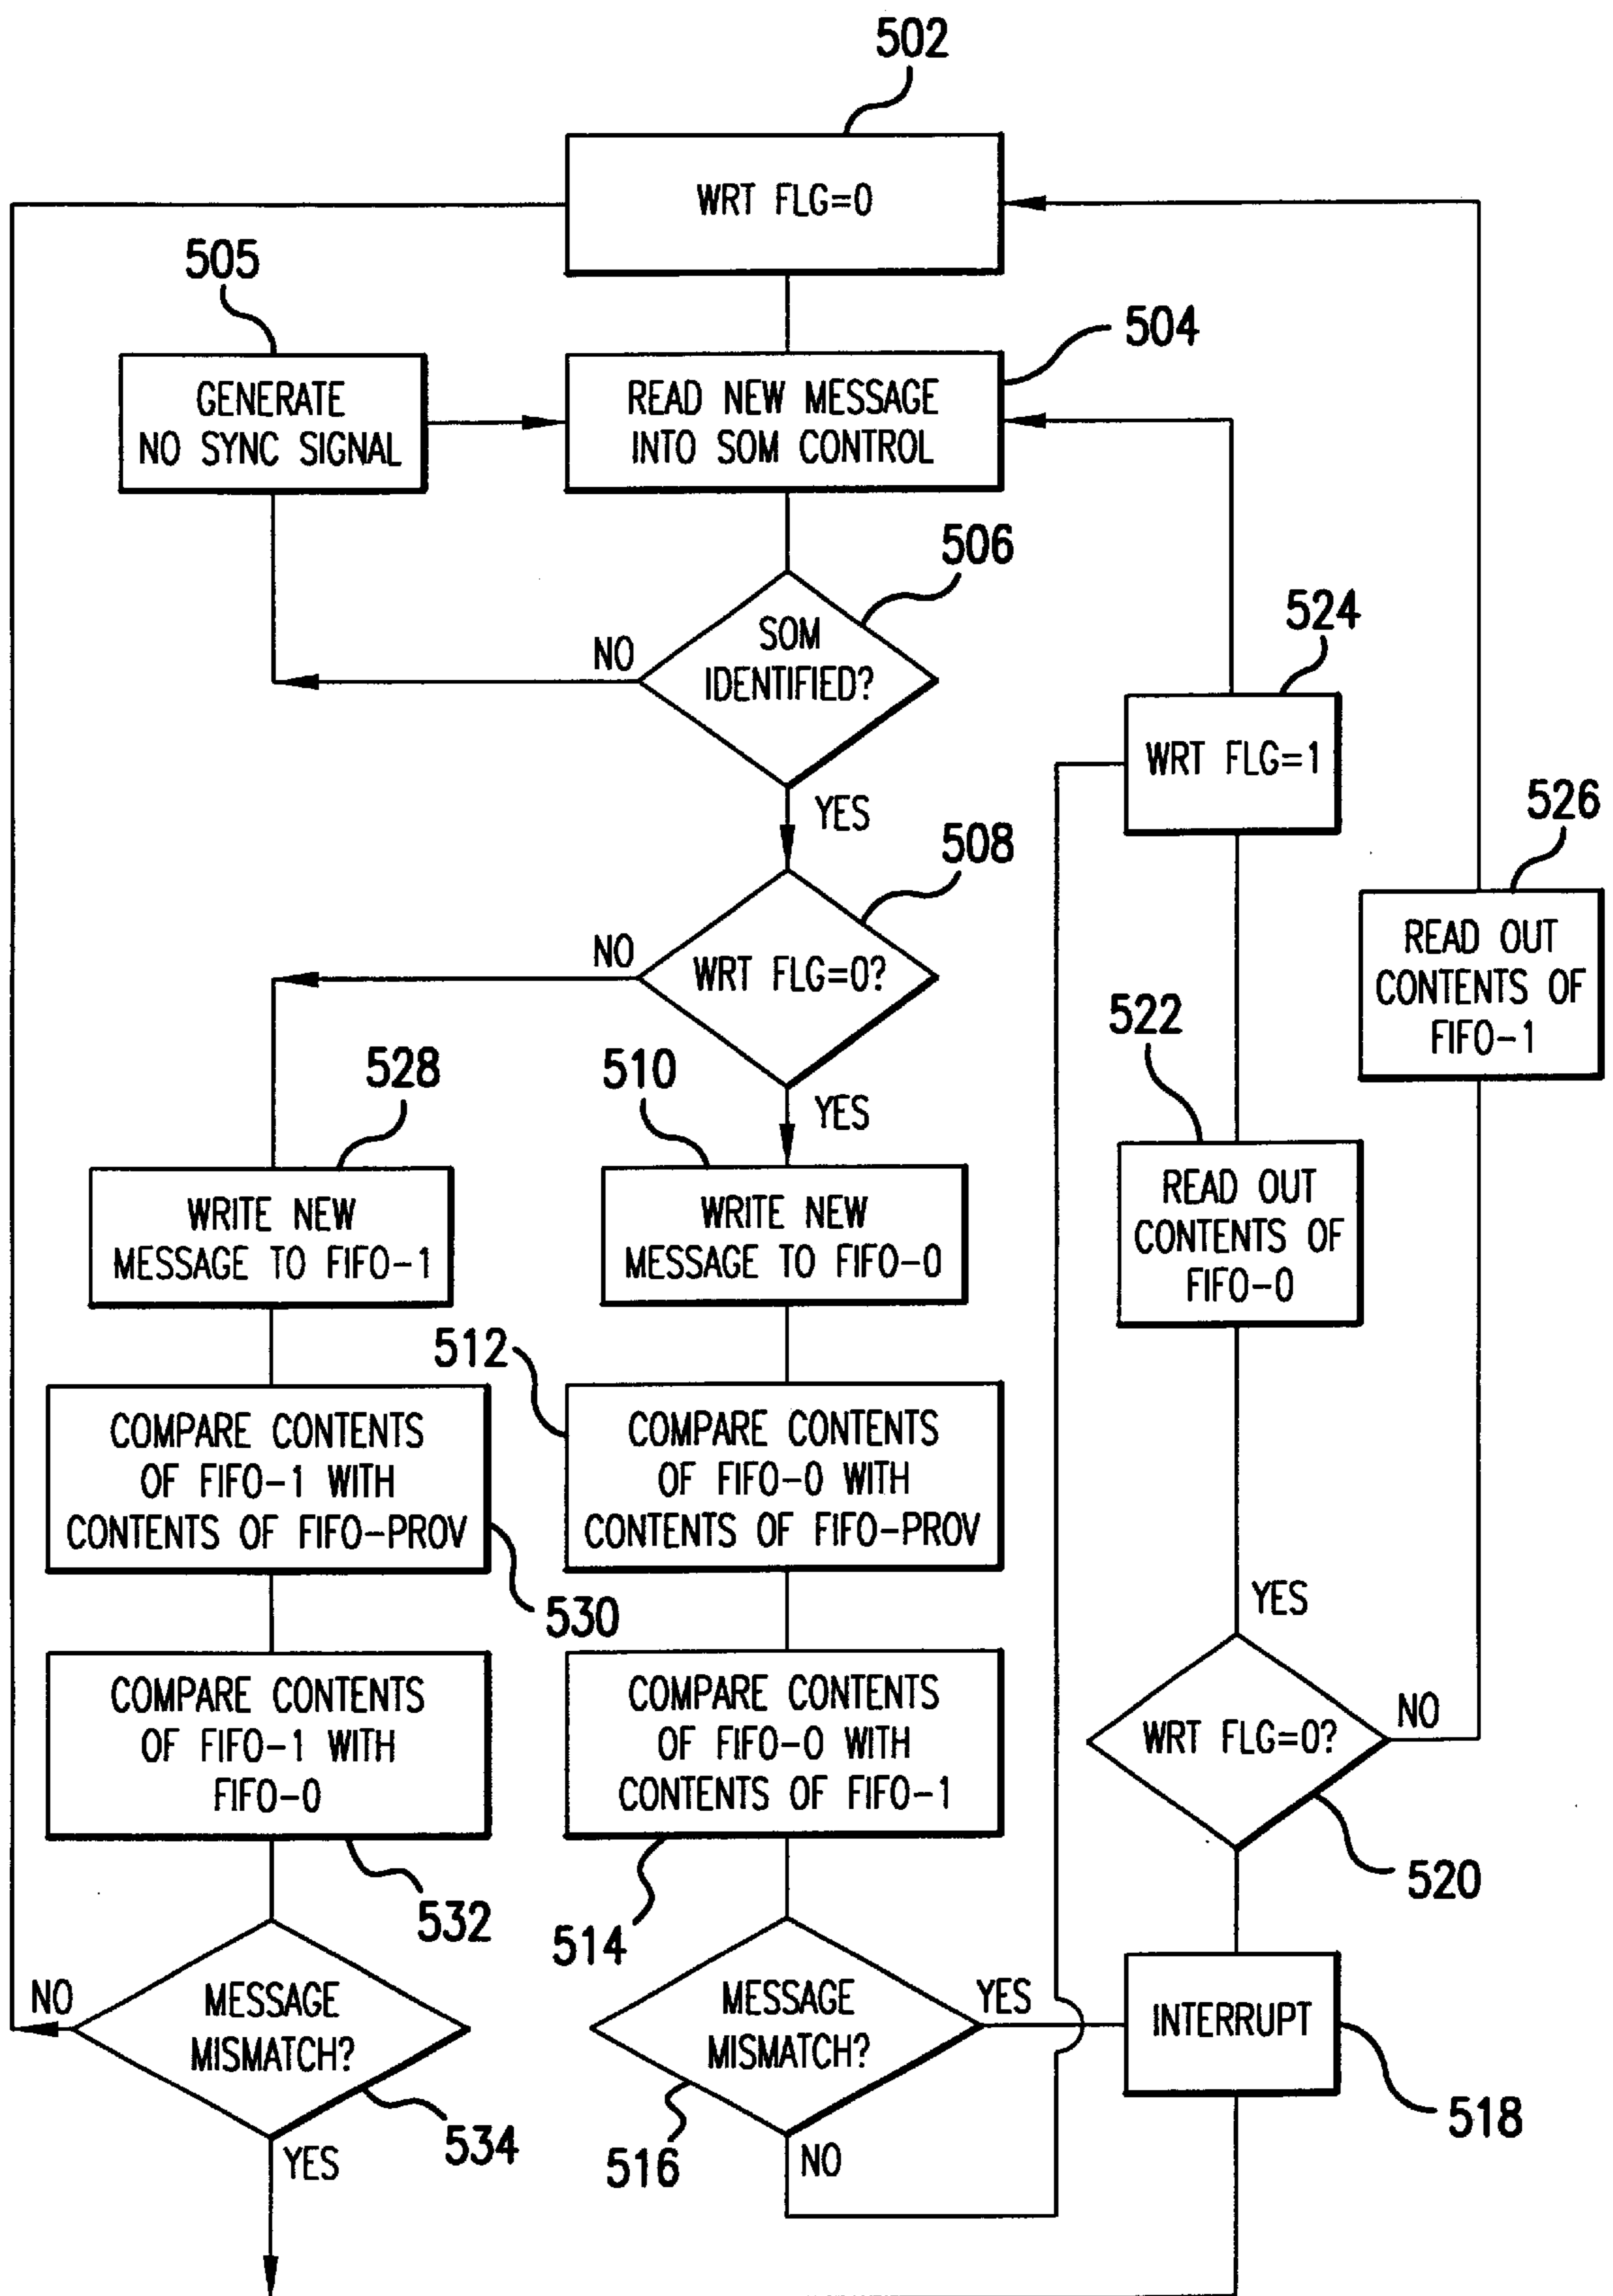 502
WRT FLG=0
505
504
GENERATE
NO SYNC SIGNAL
READ NEW MESSAGE
INTO SOM CONTROL
506
SOM
IDENTIFIED?
NO
YES
524
WRT FLG=1
526
READ OUT
CONTENTS OF
FIFO-1
508
WRT FLG=0?
NO
YES
522
READ OUT
CONTENTS OF
FIFO-0
528
WRITE NEW
MESSAGE TO FIFO-1
510
WRITE NEW
MESSAGE TO FIFO-0
512
COMPARE CONTENTS
OF FIFO-1 WITH
CONTENTS OF FIFO-PROV
530
COMPARE CONTENTS
OF FIFO-0 WITH
CONTENTS OF FIFO-PROV
YES
WRT FLG=0?
NO
520
COMPARE CONTENTS
OF FIFO-1 WITH
FIFO-0
532
COMPARE CONTENTS
OF FIFO-0 WITH
CONTENTS OF FIFO-1
514
NO
MESSAGE
MISMATCH?
534
YES
MESSAGE
MISMATCH?
YES
516
NO
INTERRUPT
518